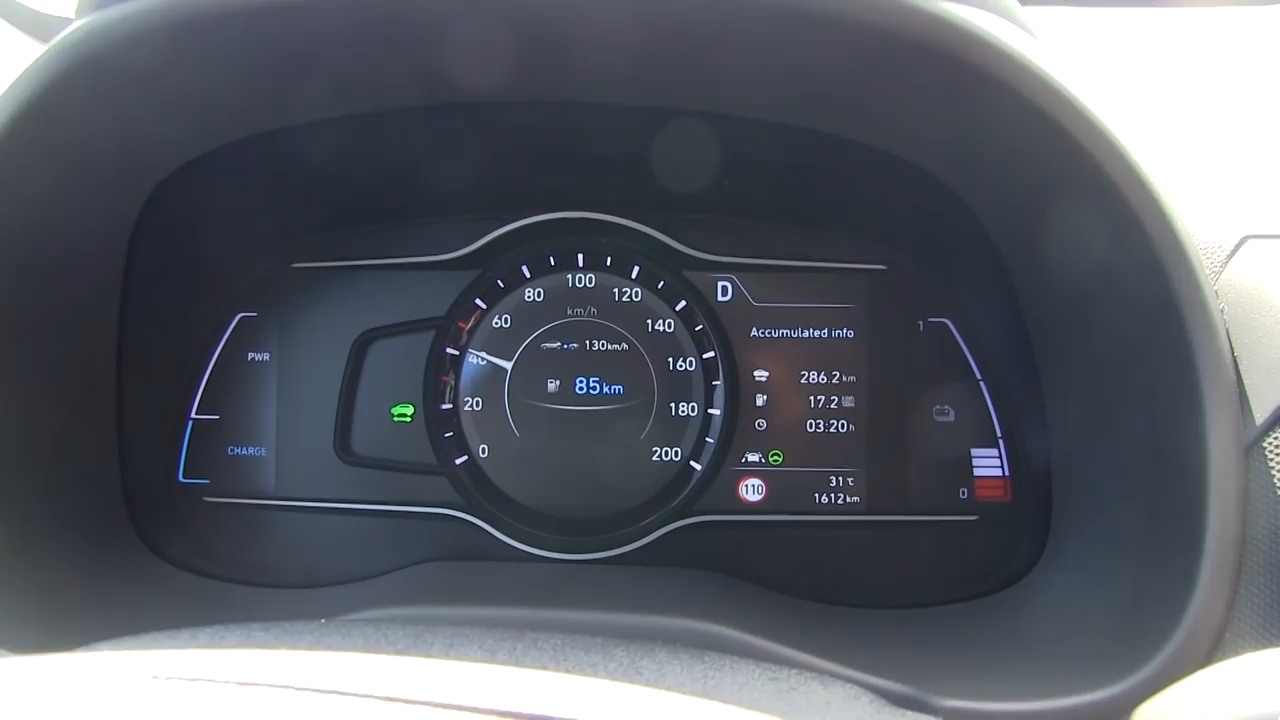 100
80
120
km/h
60
140
130km/h
40
160
85km
20
180
0
200
PWR
CHARGE
D
Accumulated info
286.2 km
17.2
03:20 h
110
31 ℃
1612 km
1
0